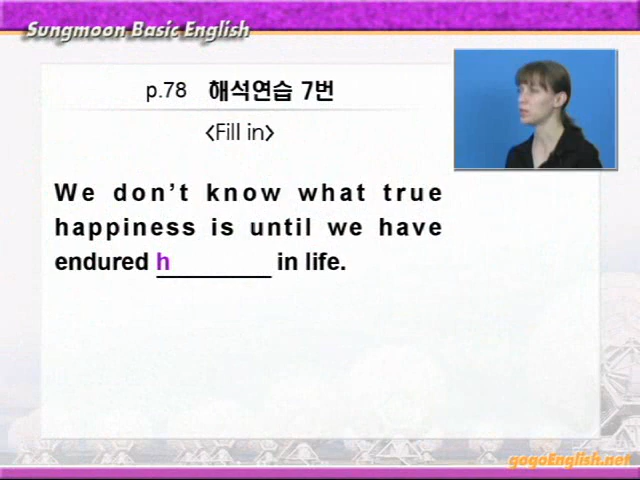 Sungmoon Basic English
p.78 해석연습 7번
<Fill in>
We don't know what true
happiness is until we have
endured h________ in life.
gogoEnglish.net